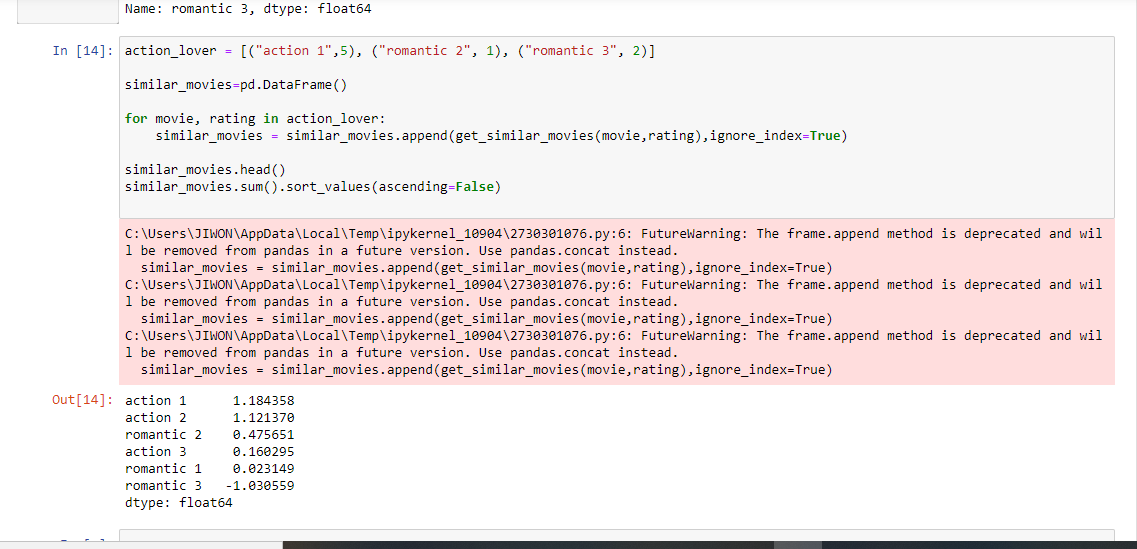 Name: romantic 3, dtype: float64
In [14]: action_lover = [("action 1",5), ("romantic 2", 1), ("romantic 3", 2)]
similar_movies=pd.DataFrame()
for movie, rating in action_lover:
similar_movies = similar_movies.append(get_similar_movies(movie,rating),ignore_index=True)
similar_movies.head()
similar_movies.sum().sort_values(ascending=False)
C:\Users\JIWON\AppData\Local\Temp\ipykernel_10904\2730301076.py:6: FutureWarning: The frame.append method is deprecated and wil
l be removed from pandas in a future version. Use pandas.concat instead.
similar_movies = similar_movies.append(get_similar_movies(movie,rating),ignore_index=True)
C:\Users\JIWON\AppData\Local\Temp\ipykernel_10904\2730301076.py:6: FutureWarning: The frame.append method is deprecated and wil
l be removed from pandas in a future version. Use pandas.concat instead.
similar_movies = similar_movies.append(get_similar_movies(movie,rating),ignore_index=True)
C:\Users\JIWON\AppData\Local\Temp\ipykernel_10904\2730301076.py:6: FutureWarning: The frame.append method is deprecated and wil
l be removed from pandas in a future version. Use pandas.concat instead.
similar_movies = similar_movies.append(get_similar_movies(movie,rating),ignore_index=True)
Out[14]: action 1 1.184358
action 2 1.121370
romantic 2 0.475651
action 3 0.160295
romantic 1 0.023149
romantic 3 -1.030559
dtype: float64